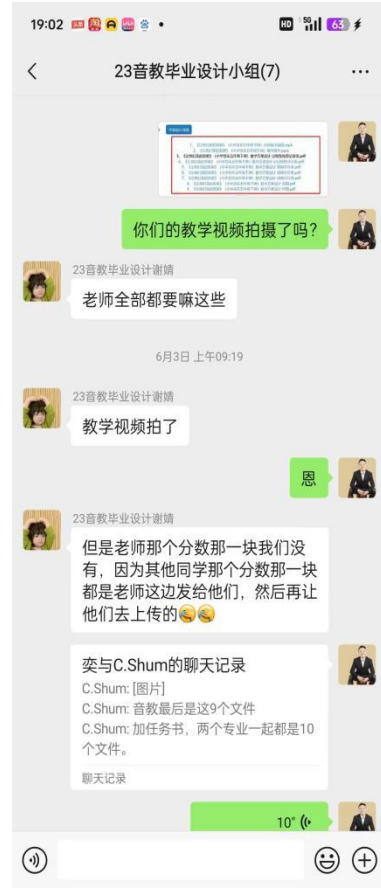 19:02
HD 5G 63
23音教毕业设计小组(7)
你们的教学视频拍摄了吗?
23音教毕业设计谢婧
老师全部都要嘛这些
6月3日 上午09:19
23音教毕业设计谢婧
教学视频拍了
恩
23音教毕业设计谢婧
但是老师那个分数那一块我们没
有,因为其他同学那个分数那一块
都是老师这边发给他们,然后再让
他们去上传的
奕与C.Shum的聊天记录
C.Shum: [图片]
C.Shum: 音教最后是这9个文件
C.Shum: 加任务书,两个专业一起都是10
个文件。
聊天记录
10"